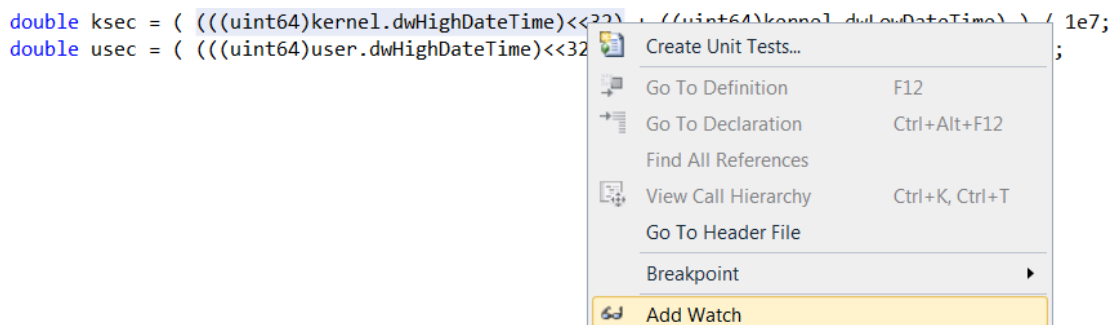 double ksec = ( (((uint64)kernel.dwHighDateTime)<<32) + ((uint64)kernel.dwLowDateTime) ) / 1e7;
double usec = ( (((uint64)user.dwHighDateTime)<<32 ;
Create Unit Tests...
Go To Definition F12
Go To Declaration Ctrl+Alt+F12
Find All References
View Call Hierarchy Ctrl+K, Ctrl+T
Go To Header File
Breakpoint
Add Watch